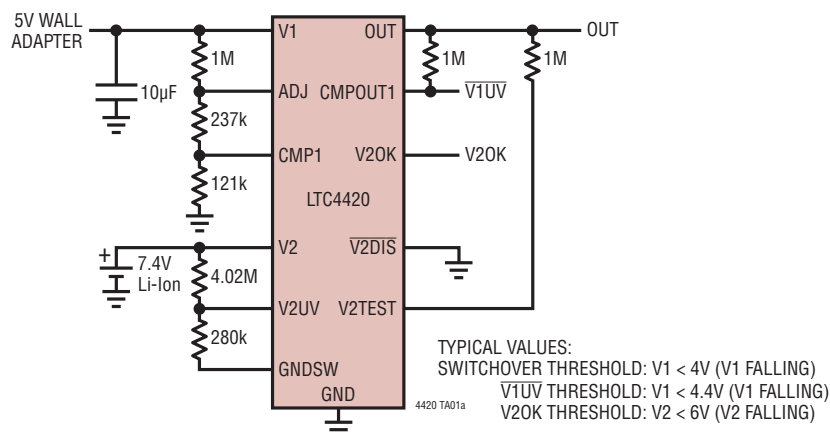 5V WALL
ADAPTER
10µF
1M
237k
121k
+
7.4V
Li-Ion
4.02M
280k
V1
ADJ
CMP1
V2
V2UV
GNDSW
LTC4420
GND
OUT
CMPOUT1
V2OK
V2DIS
V2TEST
1M
1M
OUT
V1UV
V2OK
4420 TA01a
TYPICAL VALUES:
SWITCHOVER THRESHOLD: V1 < 4V (V1 FALLING)
V1UV THRESHOLD: V1 < 4.4V (V1 FALLING)
V2OK THRESHOLD: V2 < 6V (V2 FALLING)